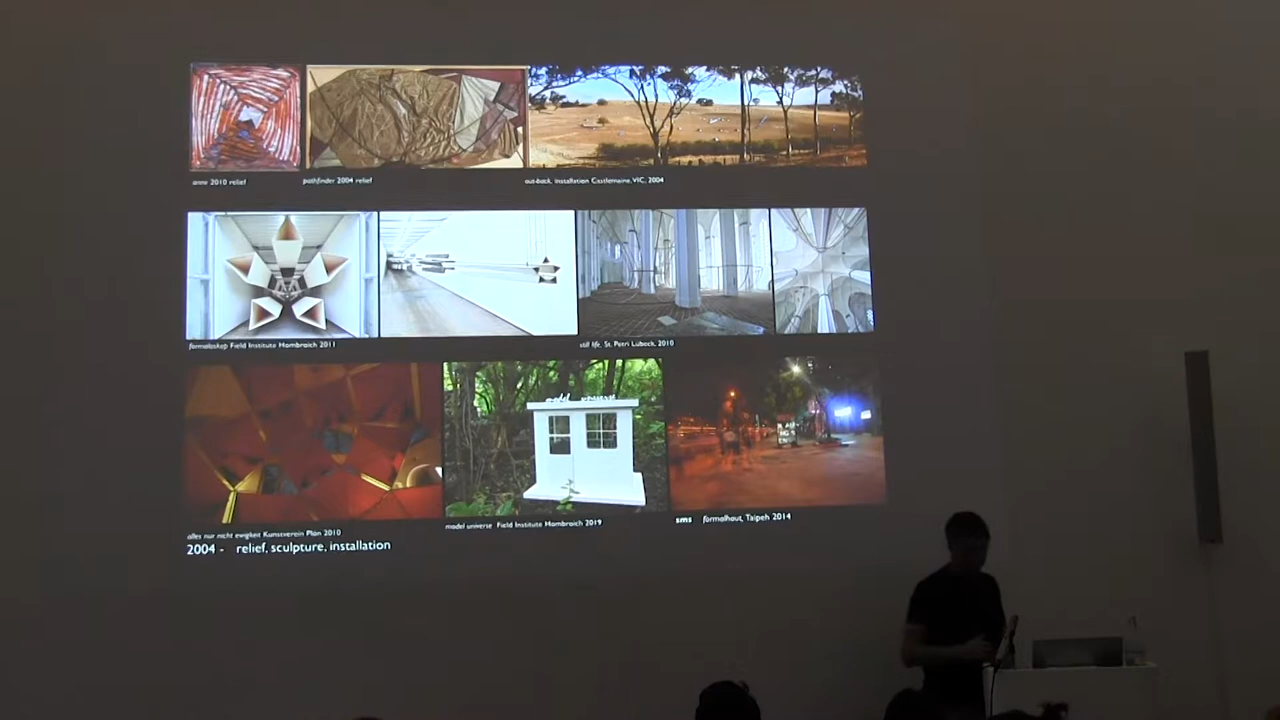 anne 2010 relief
pathfinder 2004 relief
out-back, installation Castlemaine, VIC, 2004
formaloskop Field Institute Hombroich 2011
still life, St. Petri Lübeck, 2010
alles nur nicht ewigkeit Kunstverein Plön 2010
model universe Field Institute Hombroich 2019
sms formalhaut, Taipeh 2014
2004 - relief, sculpture, installation